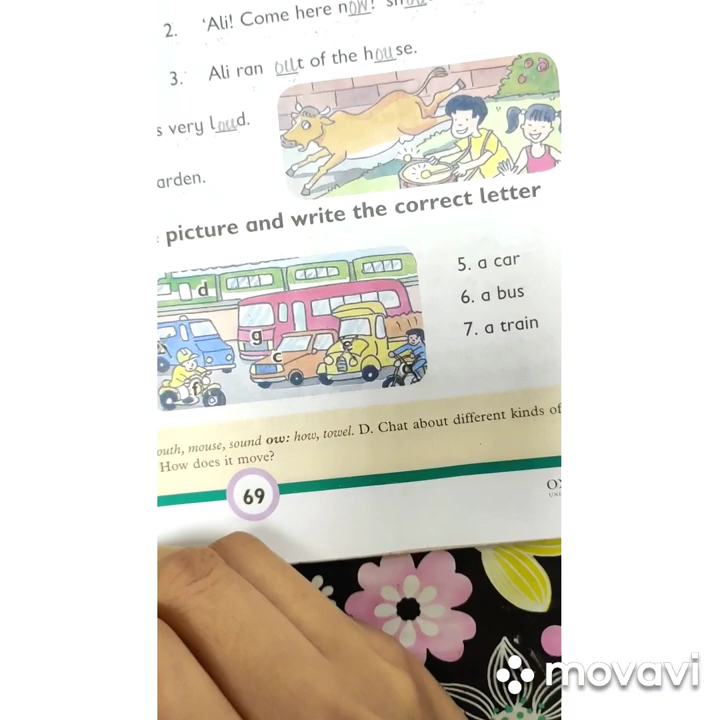 2. 'Ali! Come here now!
3. Ali ran out of the house.
s very loud.
arden.
picture and write the correct letter
d
g
c
e
f
5. a car
6. a bus
7. a train
outh, mouse, sound ow: how, towel. D. Chat about different kinds of
How does it move?
69
movavi